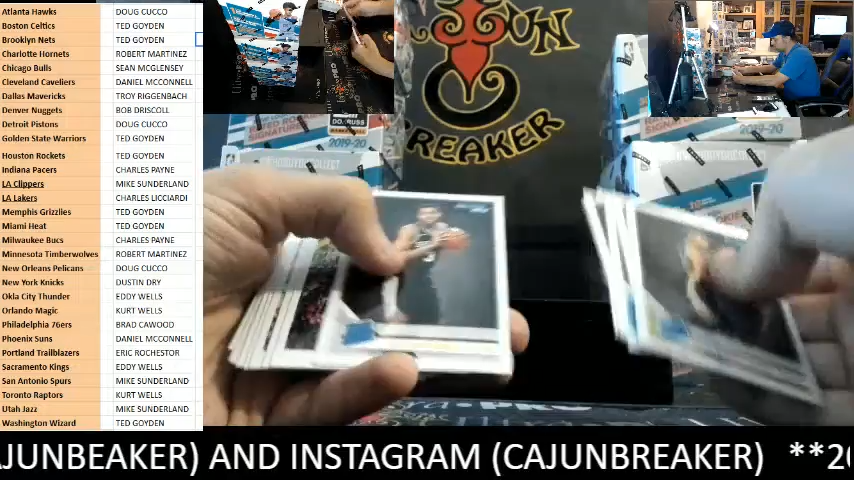 Atlanta Hawks DOUG CUCCO
Boston Celtics TED GOYDEN
Brooklyn Nets TED GOYDEN
Charlotte Hornets ROBERT MARTINEZ
Chicago Bulls SEAN MCGLENSEY
Cleveland Cavaliers DANIEL MCCONNELL
Dallas Mavericks TROY RIGGENBACH
Denver Nuggets BOB DRISCOLL
Detroit Pistons DOUG CUCCO
Golden State Warriors TED GOYDEN
Houston Rockets TED GOYDEN
Indiana Pacers CHARLES PAYNE
LA Clippers MIKE SUNDERLAND
LA Lakers CHARLES LICCIARDI
Memphis Grizzlies TED GOYDEN
Miami Heat TED GOYDEN
Milwaukee Bucs CHARLES PAYNE
Minnesota Timberwolves ROBERT MARTINEZ
New Orleans Pelicans DOUG CUCCO
New York Knicks DUSTIN DRY
Okla City Thunder EDDY WELLS
Orlando Magic KURT WELLS
Philadelphia 76ers BRAD CAWOOD
Phoenix Suns DANIEL MCCONNELL
Portland Trailblazers ERIC ROCHESTOR
Sacramento Kings EDDY WELLS
San Antonio Spurs MIKE SUNDERLAND
Toronto Raptors KURT WELLS
Utah Jazz MIKE SUNDERLAND
Washington Wizard TED GOYDEN
BREAKER
2019-20
2019-20
AJUNBEAKER) AND INSTAGRAM (CAJUNBREAKER) **20